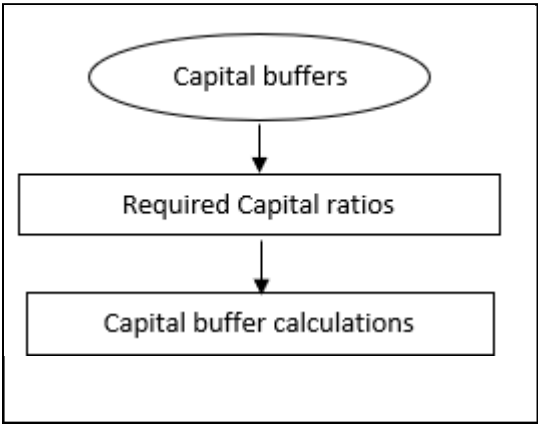 Capital buffers
Required Capital ratios
Capital buffer calculations